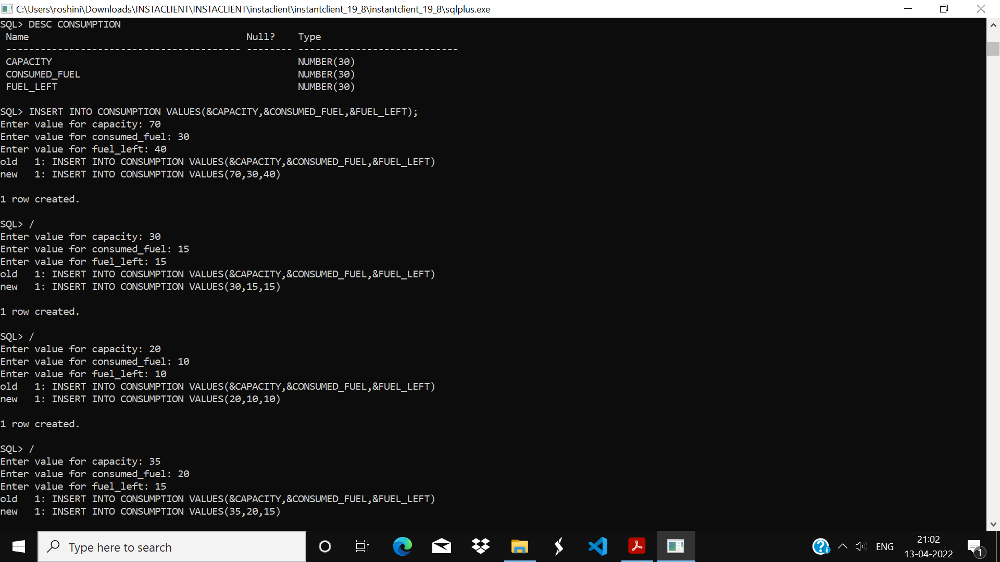 C:\Users\roshini\Downloads\INSTACLIENT\INSTACLIENT\instaclient\instantclient_19_8\instantclient_19_8\sqlplus.exe
SQL> DESC CONSUMPTION
 Name                                      Null?    Type
 ----------------------------------------- -------- ----------------------------
 CAPACITY                                           NUMBER(30)
 CONSUMED_FUEL                                      NUMBER(30)
 FUEL_LEFT                                          NUMBER(30)
SQL> INSERT INTO CONSUMPTION VALUES(&CAPACITY,&CONSUMED_FUEL,&FUEL_LEFT);
Enter value for capacity: 70
Enter value for consumed_fuel: 30
Enter value for fuel_left: 40
old   1: INSERT INTO CONSUMPTION VALUES(&CAPACITY,&CONSUMED_FUEL,&FUEL_LEFT)
new   1: INSERT INTO CONSUMPTION VALUES(70,30,40)
1 row created.
SQL> /
Enter value for capacity: 30
Enter value for consumed_fuel: 15
Enter value for fuel_left: 15
old   1: INSERT INTO CONSUMPTION VALUES(&CAPACITY,&CONSUMED_FUEL,&FUEL_LEFT)
new   1: INSERT INTO CONSUMPTION VALUES(30,15,15)
1 row created.
SQL> /
Enter value for capacity: 20
Enter value for consumed_fuel: 10
Enter value for fuel_left: 10
old   1: INSERT INTO CONSUMPTION VALUES(&CAPACITY,&CONSUMED_FUEL,&FUEL_LEFT)
new   1: INSERT INTO CONSUMPTION VALUES(20,10,10)
1 row created.
SQL> /
Enter value for capacity: 35
Enter value for consumed_fuel: 20
Enter value for fuel_left: 15
old   1: INSERT INTO CONSUMPTION VALUES(&CAPACITY,&CONSUMED_FUEL,&FUEL_LEFT)
new   1: INSERT INTO CONSUMPTION VALUES(35,20,15)
Type here to search
ENG
21:02
13-04-2022
1